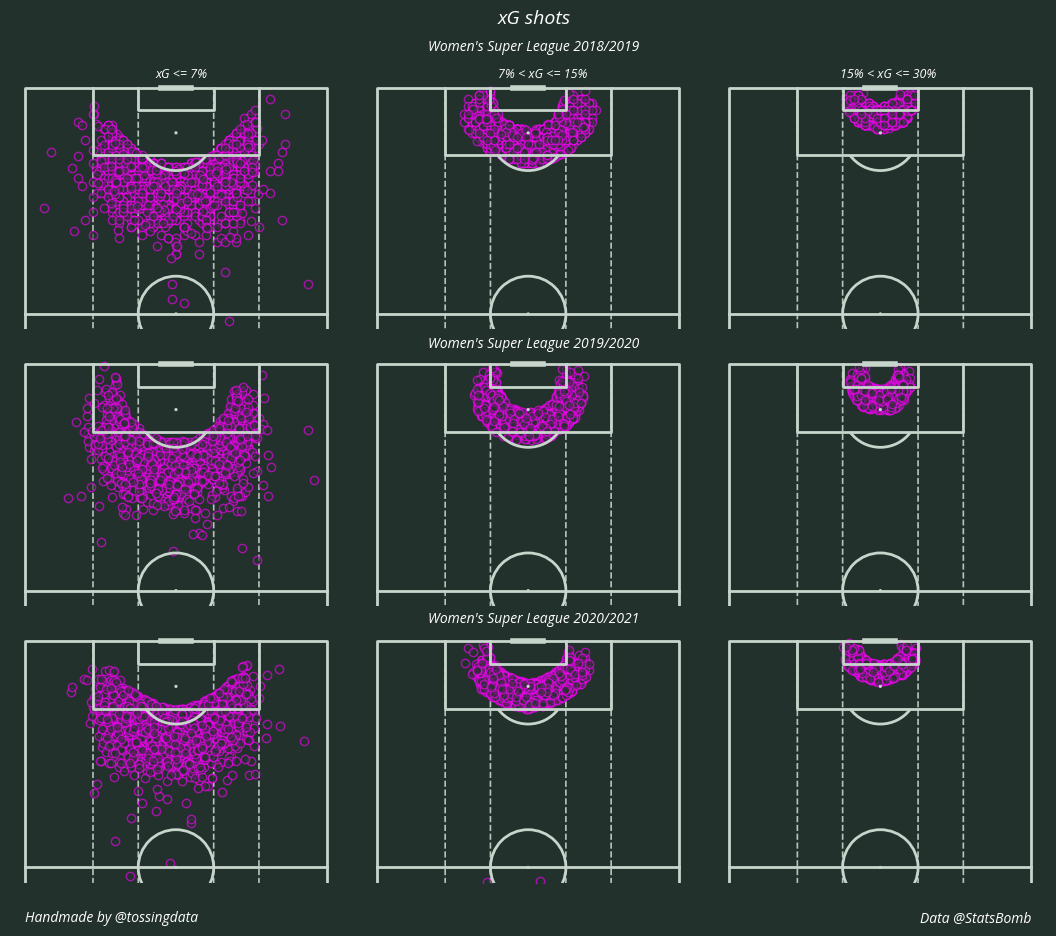 xG shots
Women's Super League 2018/2019
xG <= 7%
7% < xG <= 15%
15% < xG <= 30%
Women's Super League 2019/2020
Women's Super League 2020/2021
Handmade by @tossingdata
Data @StatsBomb